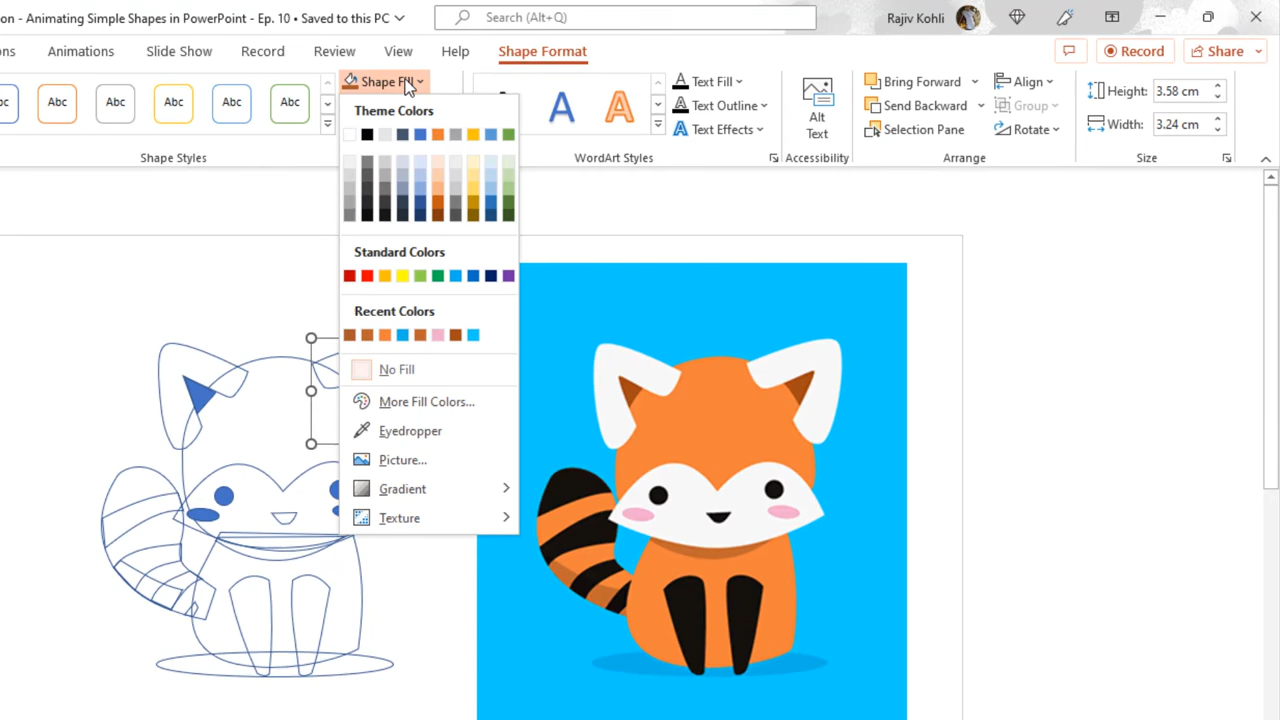 on - Animating Simple Shapes in PowerPoint - Ep. 10 • Saved to this PC
Search (Alt+Q)
Rajiv Kohli
ons Animations Slide Show Record Review View Help Shape Format
Record Share
Abc Abc Abc Abc Abc Abc
Shape Styles
Shape Fill
Theme Colors
Standard Colors
Recent Colors
No Fill
More Fill Colors...
Eyedropper
Picture...
Gradient
Texture
A A
Text Fill
Text Outline
Text Effects
WordArt Styles
Alt
Text
Accessibility
Bring Forward
Send Backward
Selection Pane
Align
Group
Rotate
Arrange
Height: 3.58 cm
Width: 3.24 cm
Size